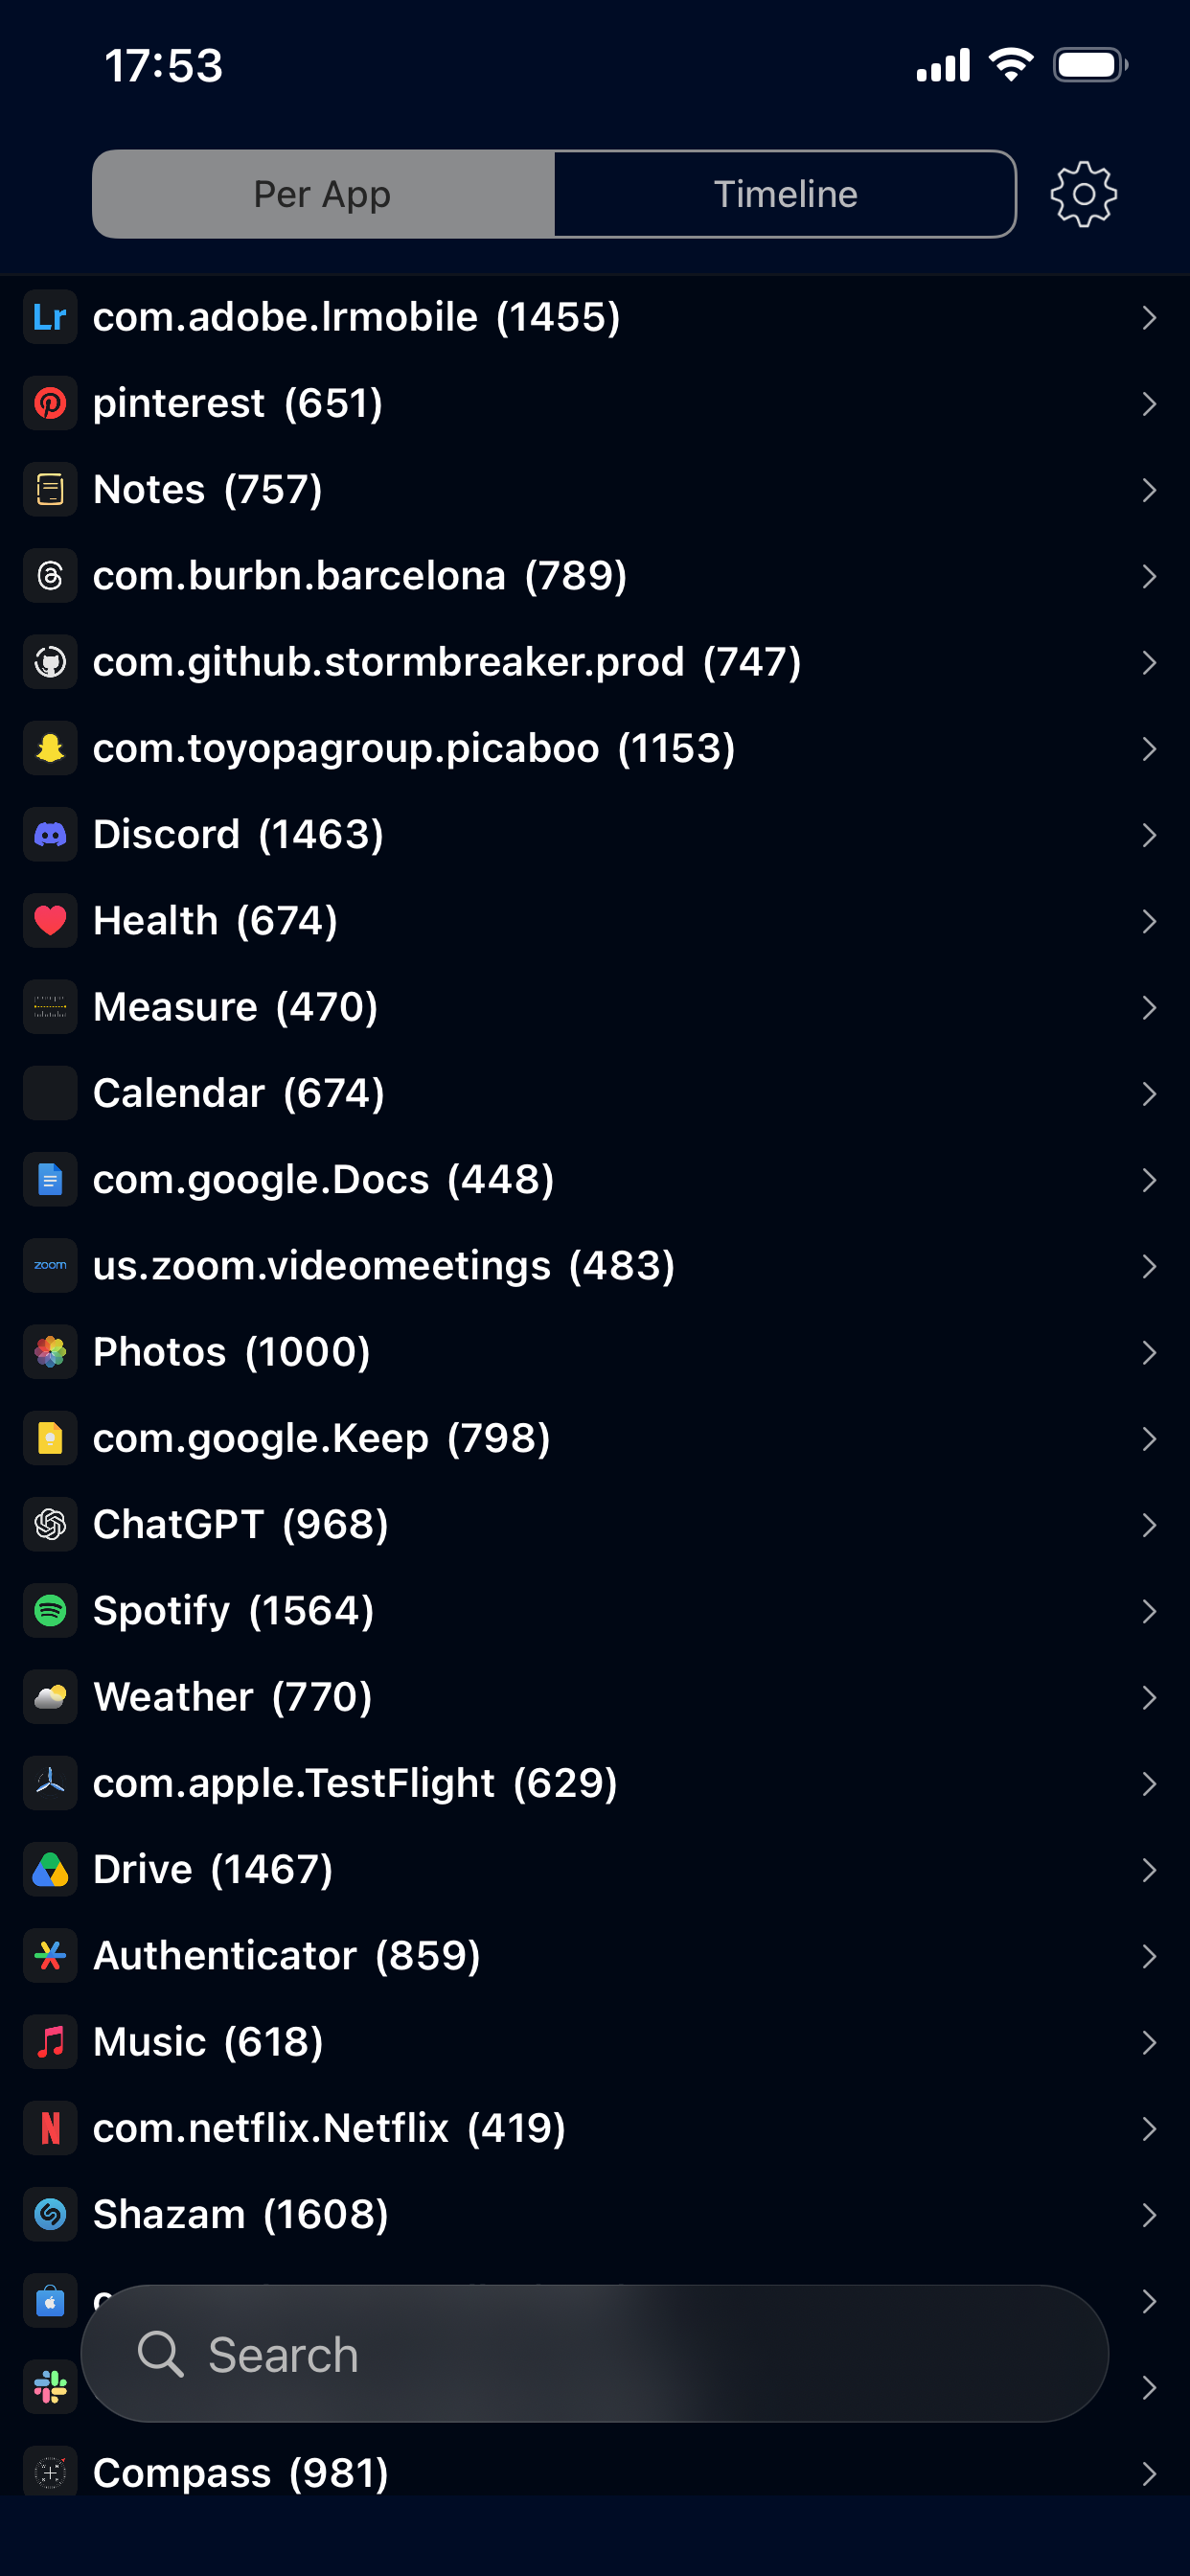 17:53
Per App
Timeline
Lr com.adobe.lrmobile (1455)
pinterest (651)
Notes (757)
com.burbn.barcelona (789)
com.github.stormbreaker.prod (747)
com.toyopagroup.picaboo (1153)
Discord (1463)
Health (674)
Measure (470)
Calendar (674)
com.google.Docs (448)
zoom us.zoom.videomeetings (483)
Photos (1000)
com.google.Keep (798)
ChatGPT (968)
Spotify (1564)
Weather (770)
com.apple.TestFlight (629)
Drive (1467)
Authenticator (859)
Music (618)
com.netflix.Netflix (419)
Shazam (1608)
Search
Compass (981)